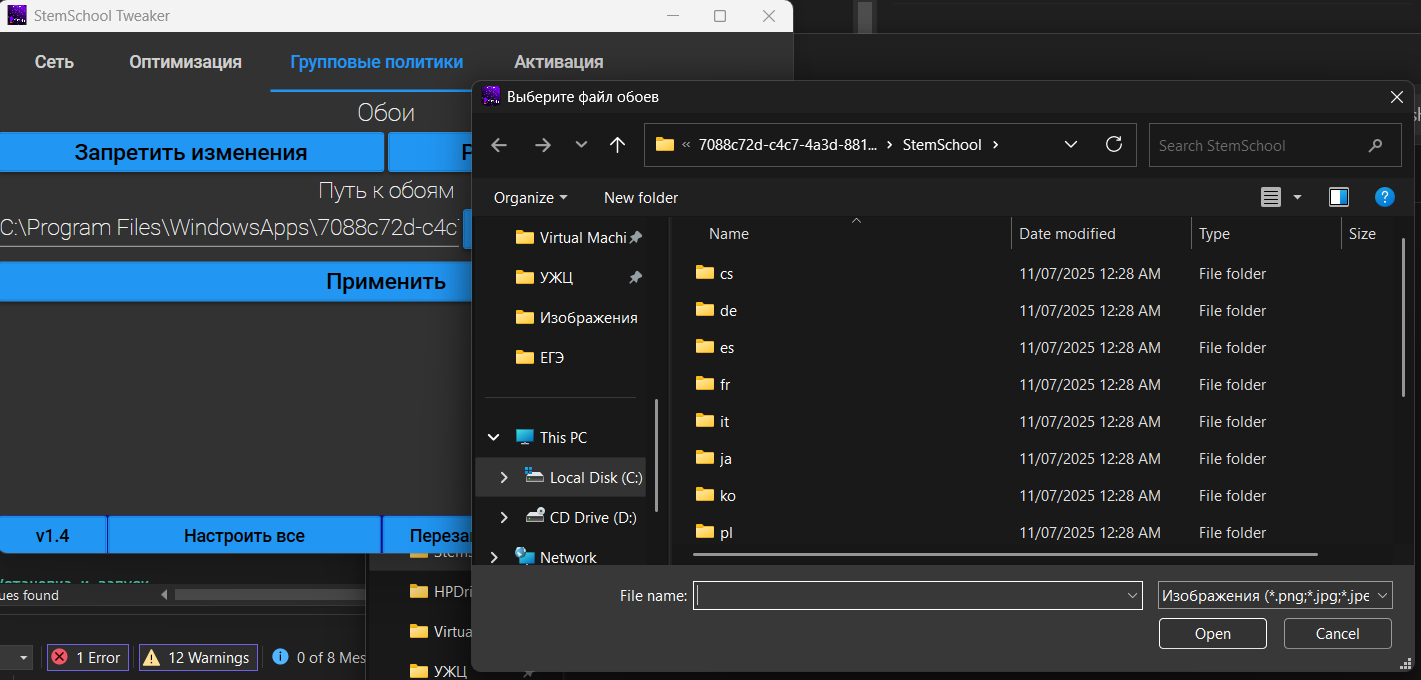 StemSchool Tweaker
Сеть
Оптимизация
Групповые политики
Активация
Обои
Запретить изменения
Путь к обоям
C:\Program Files\WindowsApps\7088c72d-c4c
Применить
v1.4
Настроить все
ues found
1 Error
12 Warnings
0 of 8 Mes
HPDri
Virtua
УЖЦ
Выберите файл обоев
«
7088c72d-c4c7-4a3d-881...
StemSchool
Search StemSchool
Organize
New folder
Virtual Machi
УЖЦ
Изображения
ЕГЭ
This PC
Local Disk (C:)
CD Drive (D:)
Network
Name Date modified Type Size
cs 11/07/2025 12:28 AM File folder
de 11/07/2025 12:28 AM File folder
es 11/07/2025 12:28 AM File folder
fr 11/07/2025 12:28 AM File folder
it 11/07/2025 12:28 AM File folder
ja 11/07/2025 12:28 AM File folder
ko 11/07/2025 12:28 AM File folder
pl 11/07/2025 12:28 AM File folder
File name:
Изображения (*.png;*.jpg;*.jpe
Open
Cancel